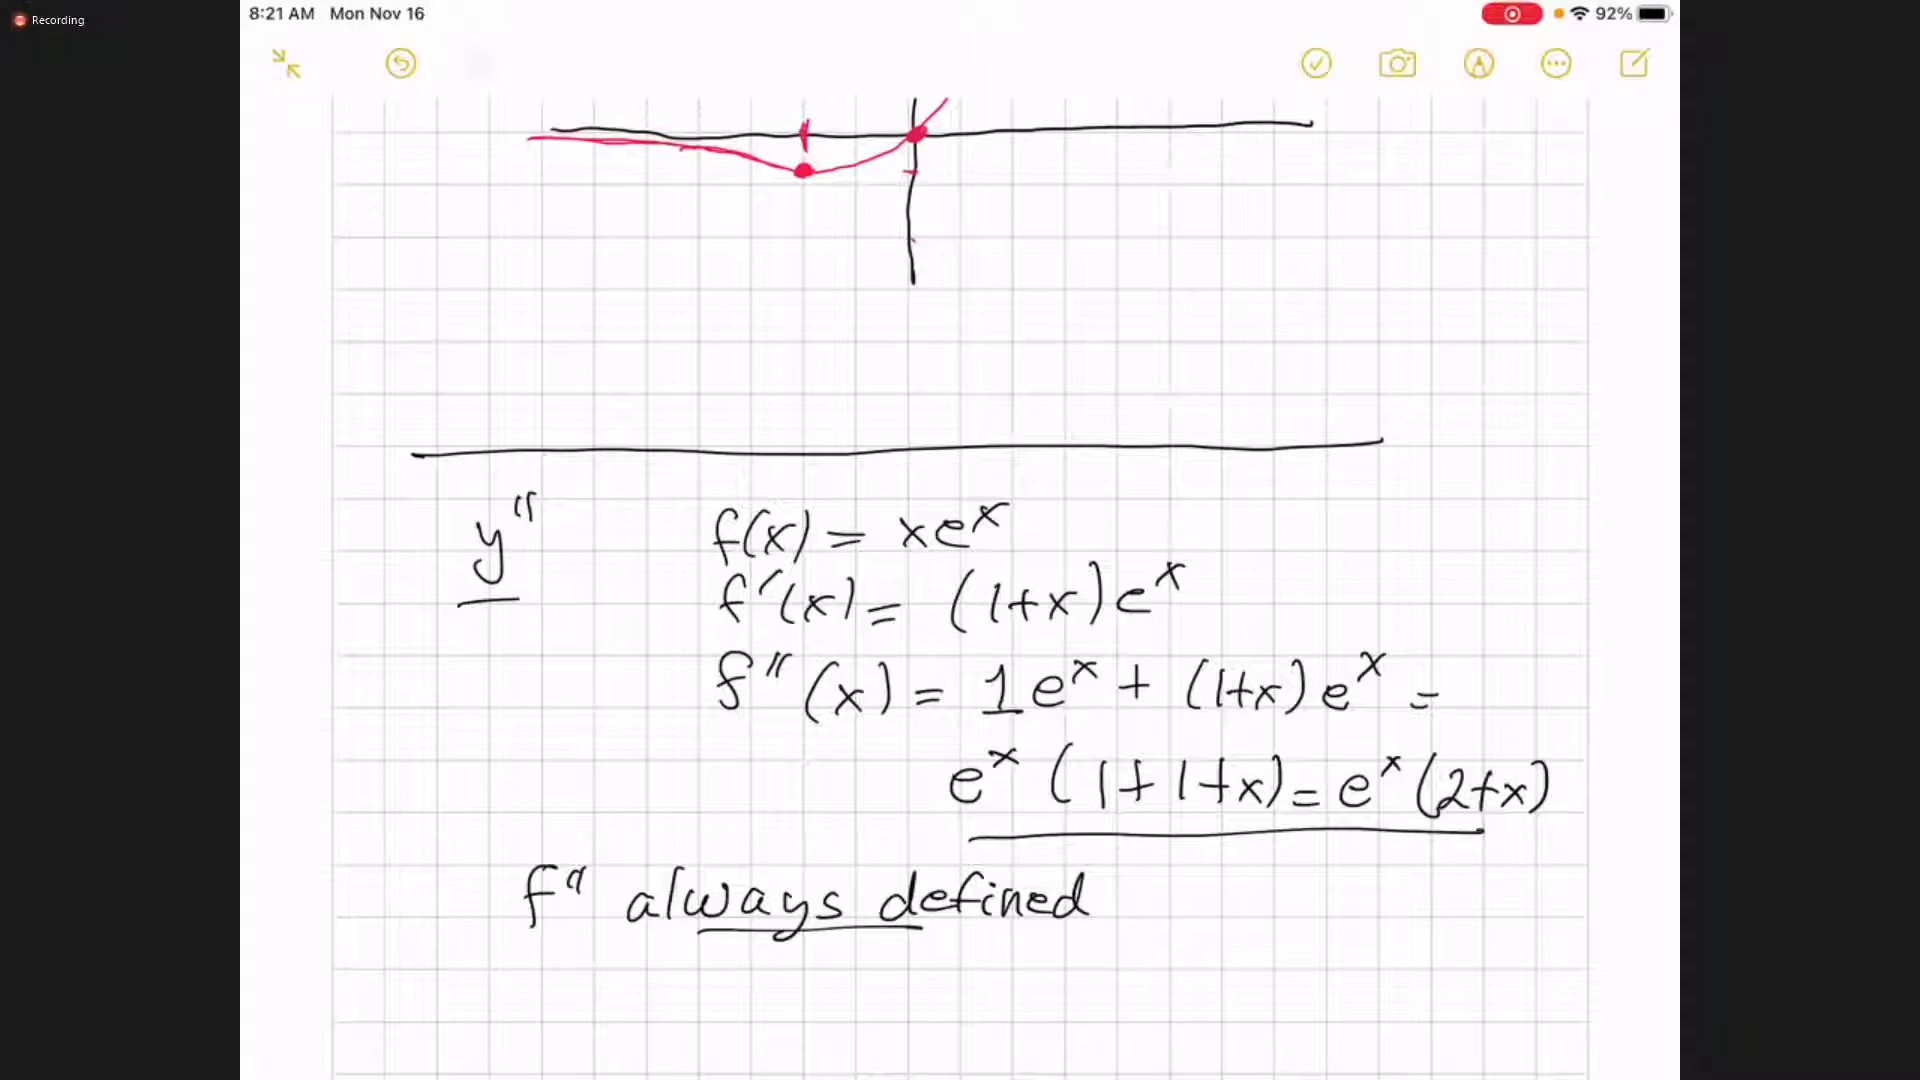 Recording
8:21 AM Mon Nov 16
92%
y"
f(x) = xe^x
f'(x) = (1+x)e^x
f"(x) = 1e^x + (1+x)e^x =
e^x (1+1+x) = e^x (2+x)
f" always defined